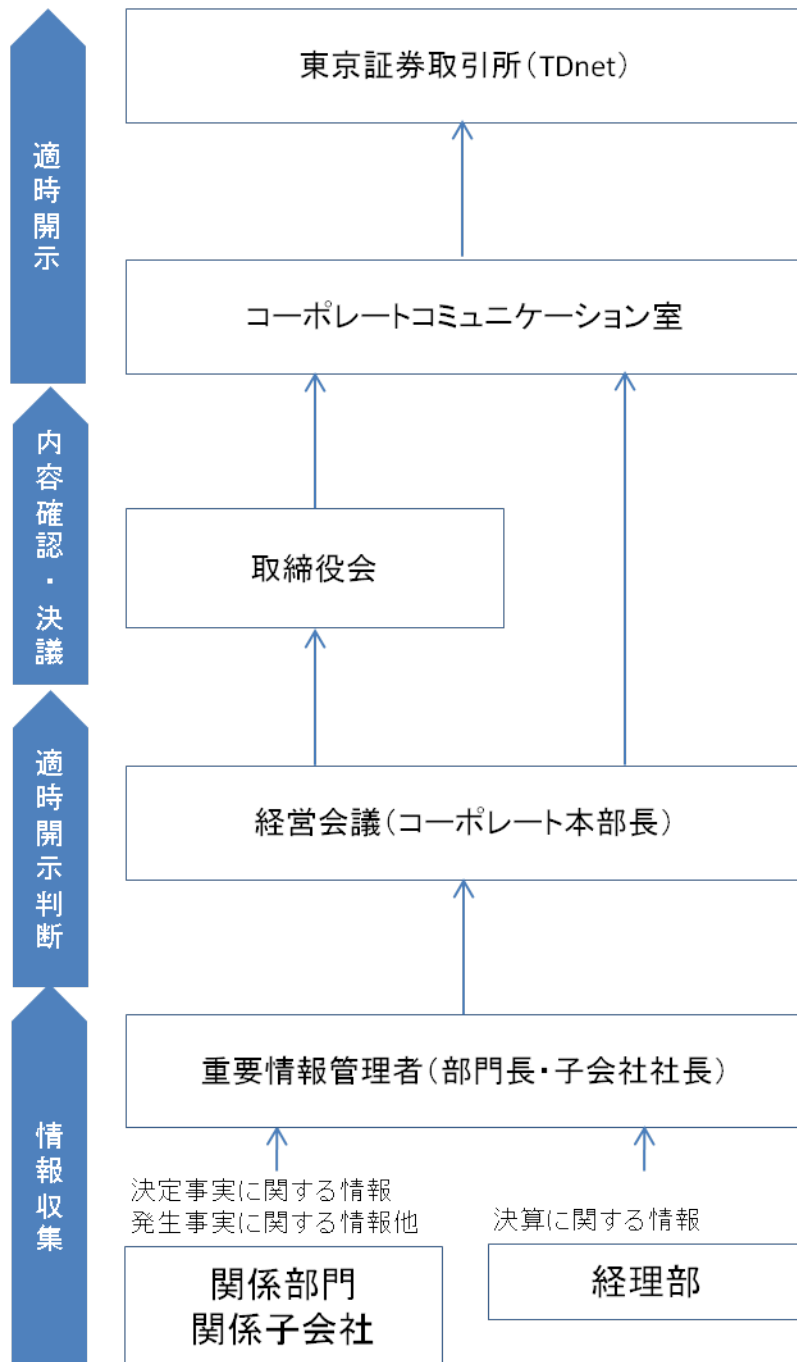 東京証券取引所(TDnet)
適時開示
コーポレートコミュニケーション室
内容確認・決議
取締役会
適時開示判断
経営会議(コーポレート本部長)
重要情報管理者(部門長・子会社社長)
情報収集
決定事実に関する情報
発生事実に関する情報他
決算に関する情報
関係部門
関係子会社
経理部